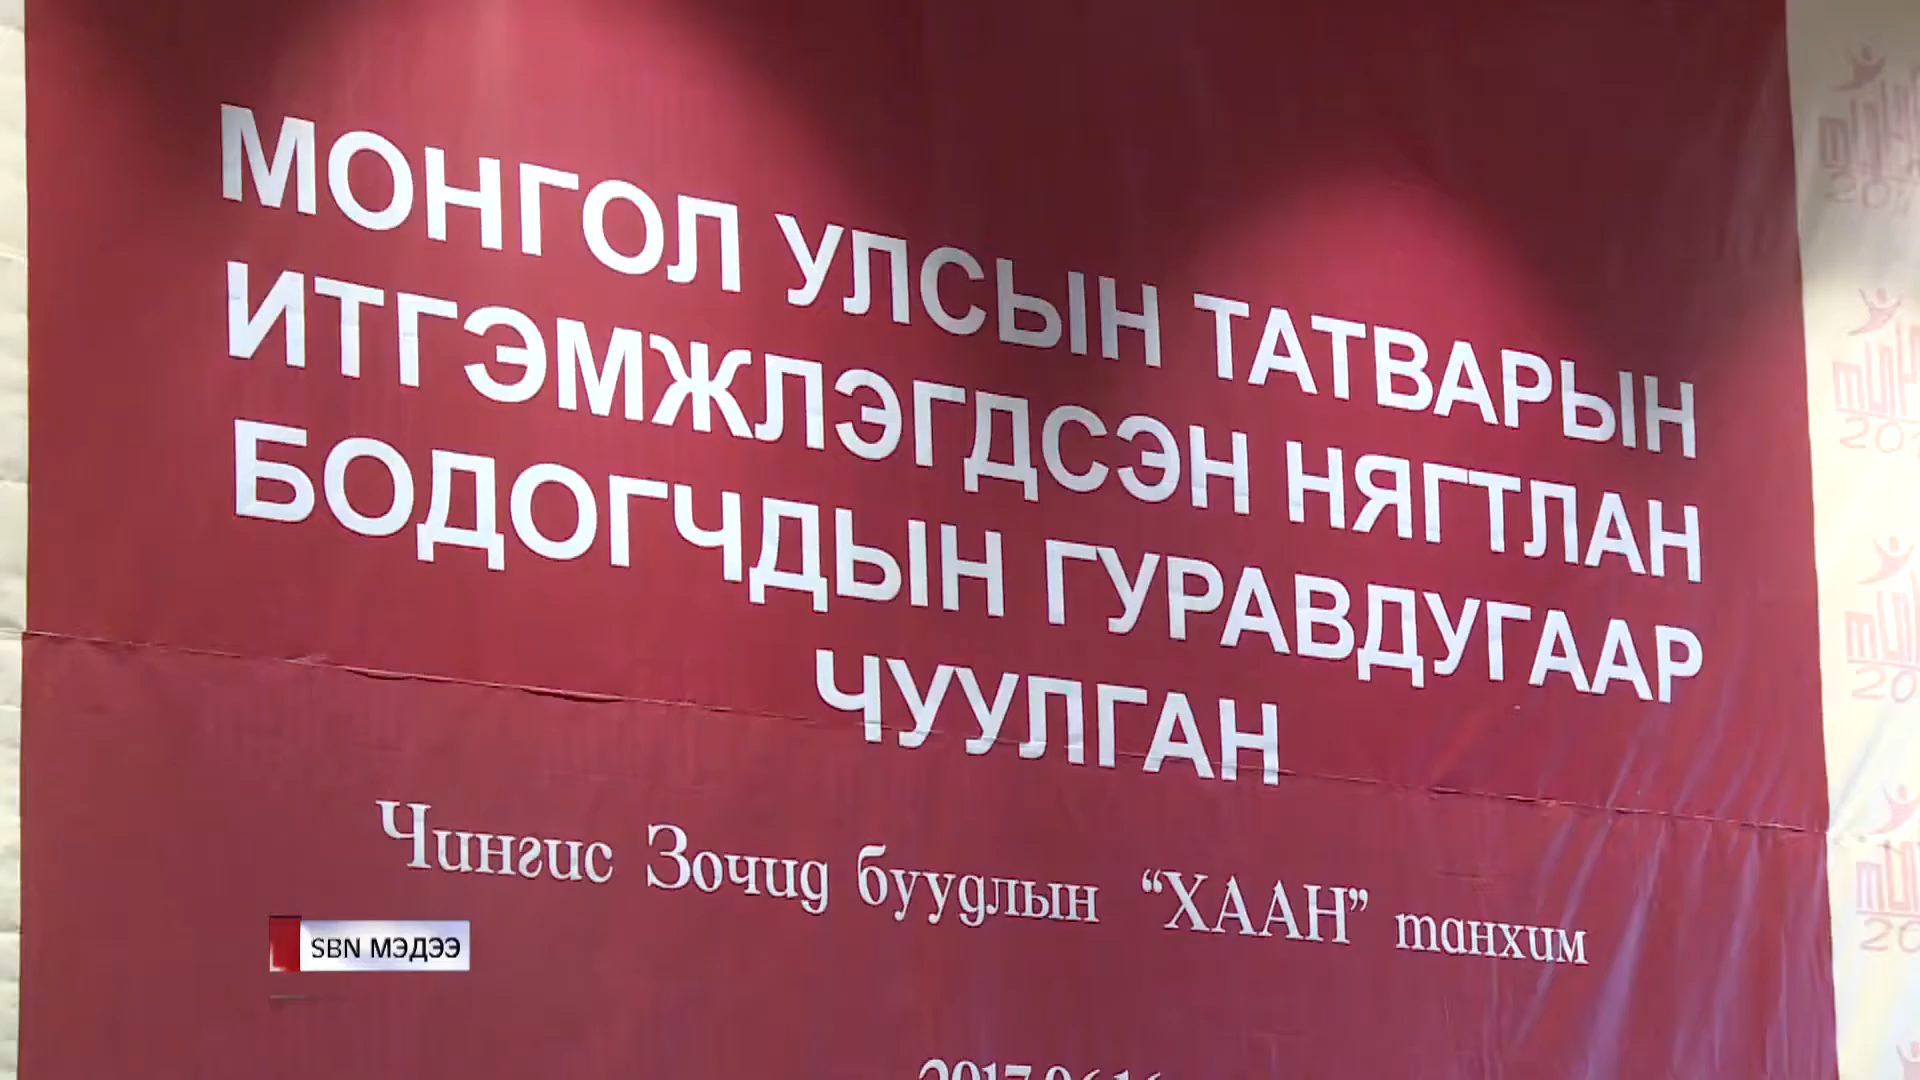 МОНГОЛ УЛСЫН ТАТВАРЫН
ИТГЭМЖЛЭГДСЭН НЯГТЛАН
БОДОГЧДЫН ГУРАВДУГААР
ЧУУЛГАН
Чингис Зочид буудлын “ХААН” танхим
SBN МЭДЭЭ